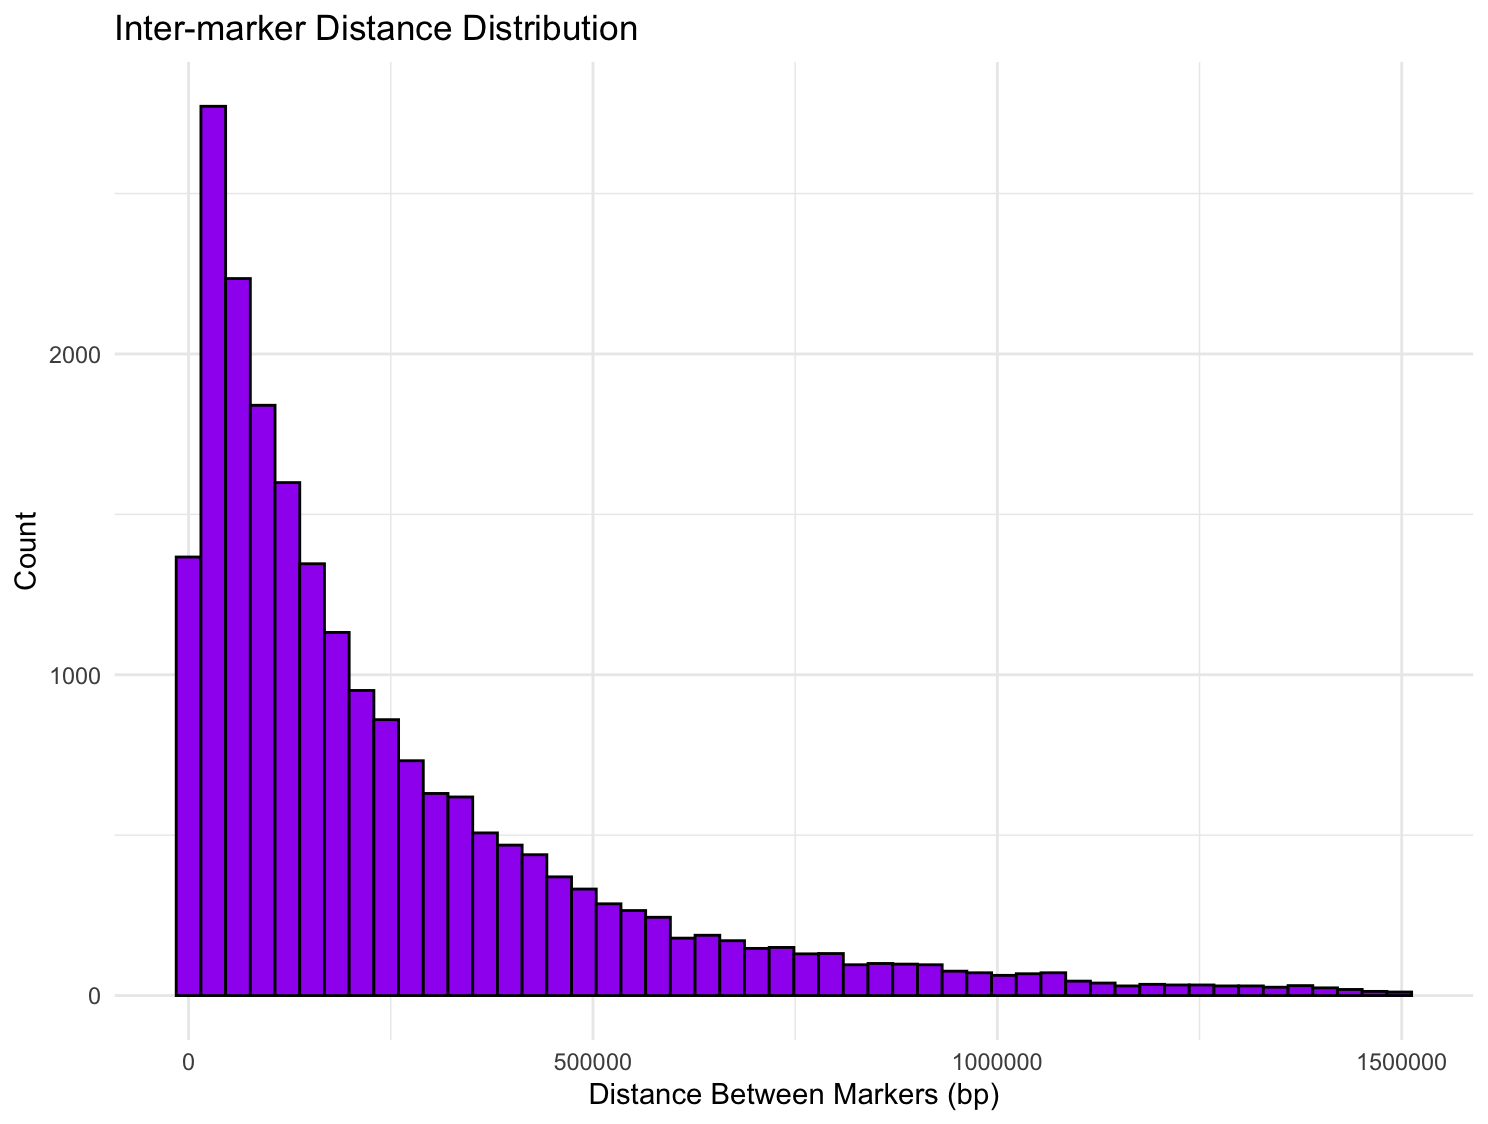 Inter-marker Distance Distribution
Count
2000
1000
0
0 500000 1000000 1500000
Distance Between Markers (bp)